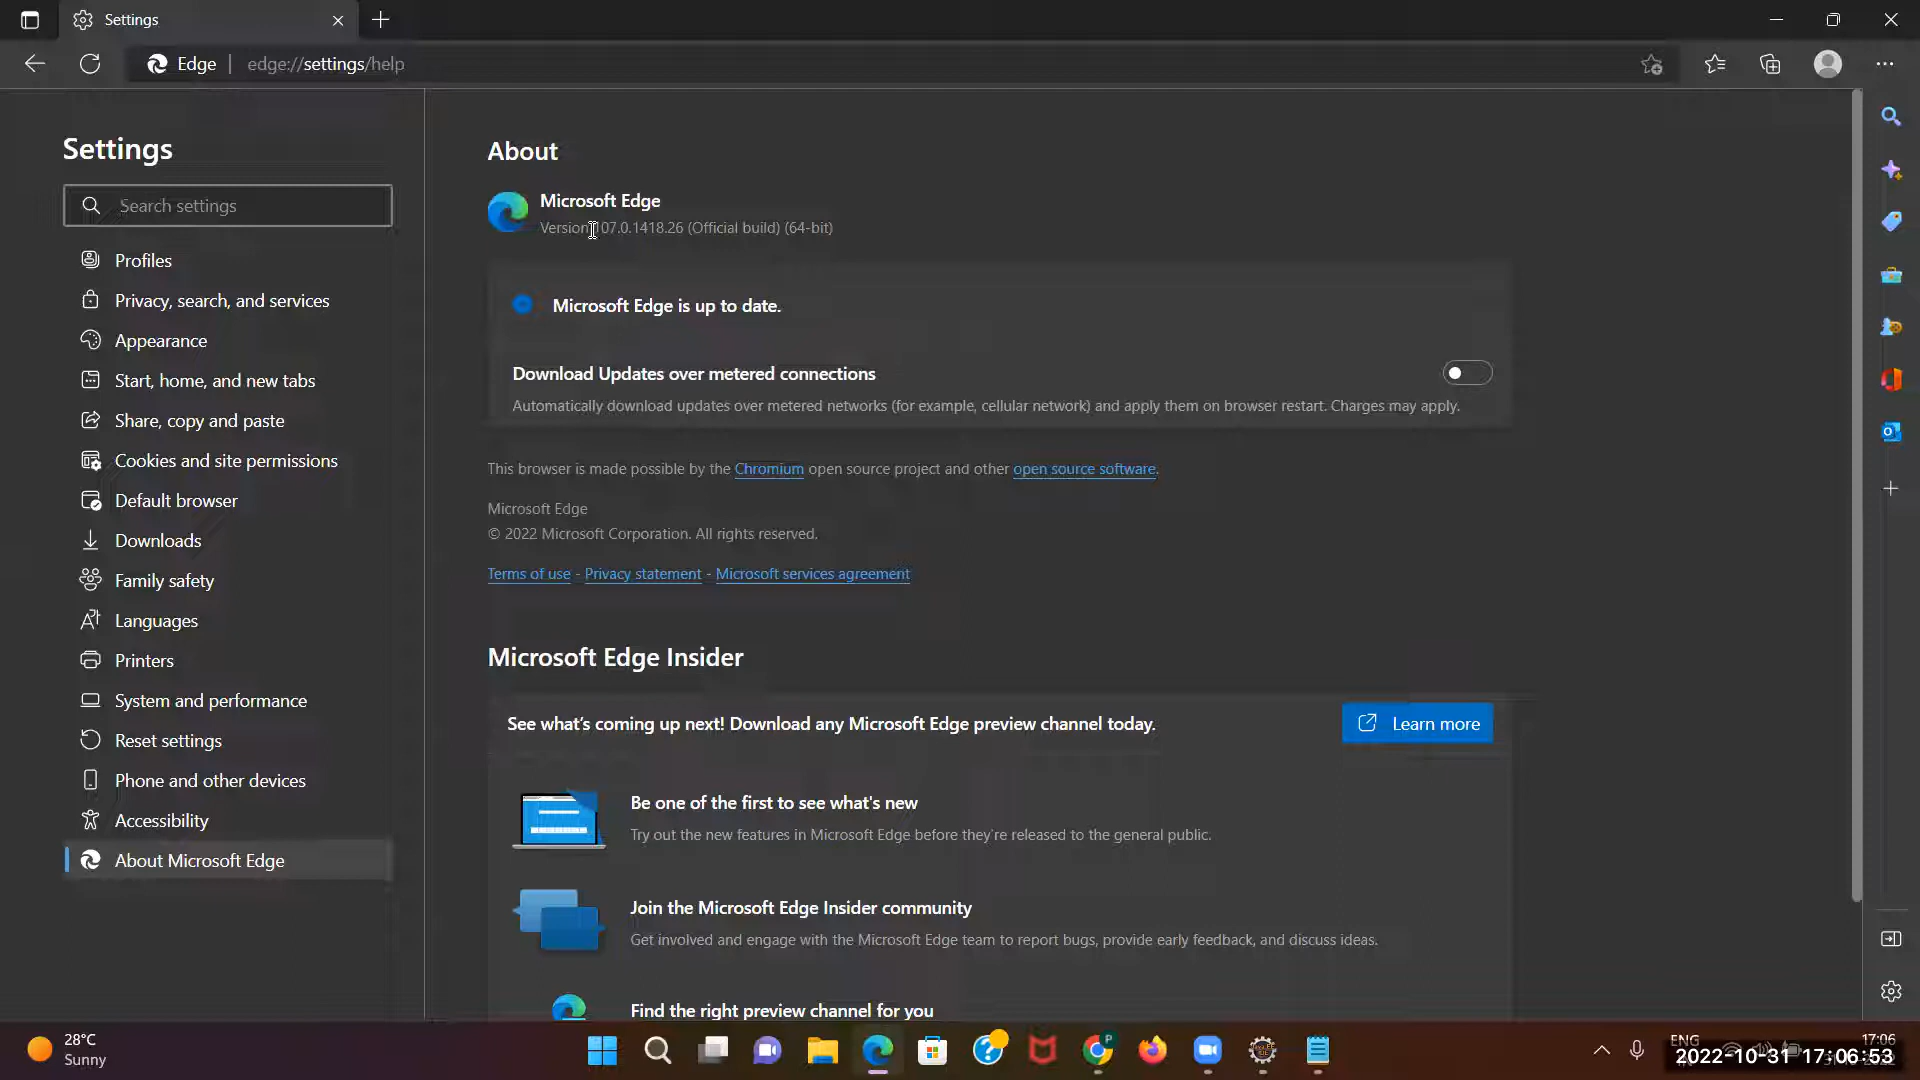 Settings
Edge
edge://settings/help
Settings
Search settings
Profiles
Privacy, search, and services
Appearance
Start, home, and new tabs
Share, copy and paste
Cookies and site permissions
Default browser
Downloads
Family safety
Languages
Printers
System and performance
Reset settings
Phone and other devices
Accessibility
About Microsoft Edge
About
Microsoft Edge
Version 107.0.1418.26 (Official build) (64-bit)
Microsoft Edge is up to date.
Download Updates over metered connections
Automatically download updates over metered networks (for example, cellular network) and apply them on browser restart. Charges may apply.
This browser is made possible by the Chromium open source project and other open source software.
Microsoft Edge
© 2022 Microsoft Corporation. All rights reserved.
Terms of use - Privacy statement - Microsoft services agreement
Microsoft Edge Insider
See what's coming up next! Download any Microsoft Edge preview channel today.
Learn more
Be one of the first to see what's new
Try out the new features in Microsoft Edge before they're released to the general public.
Join the Microsoft Edge Insider community
Get involved and engage with the Microsoft Edge team to report bugs, provide early feedback, and discuss ideas.
Find the right preview channel for you
28°C
Sunny
ENG
17:06
2022-10-31 17:06:53